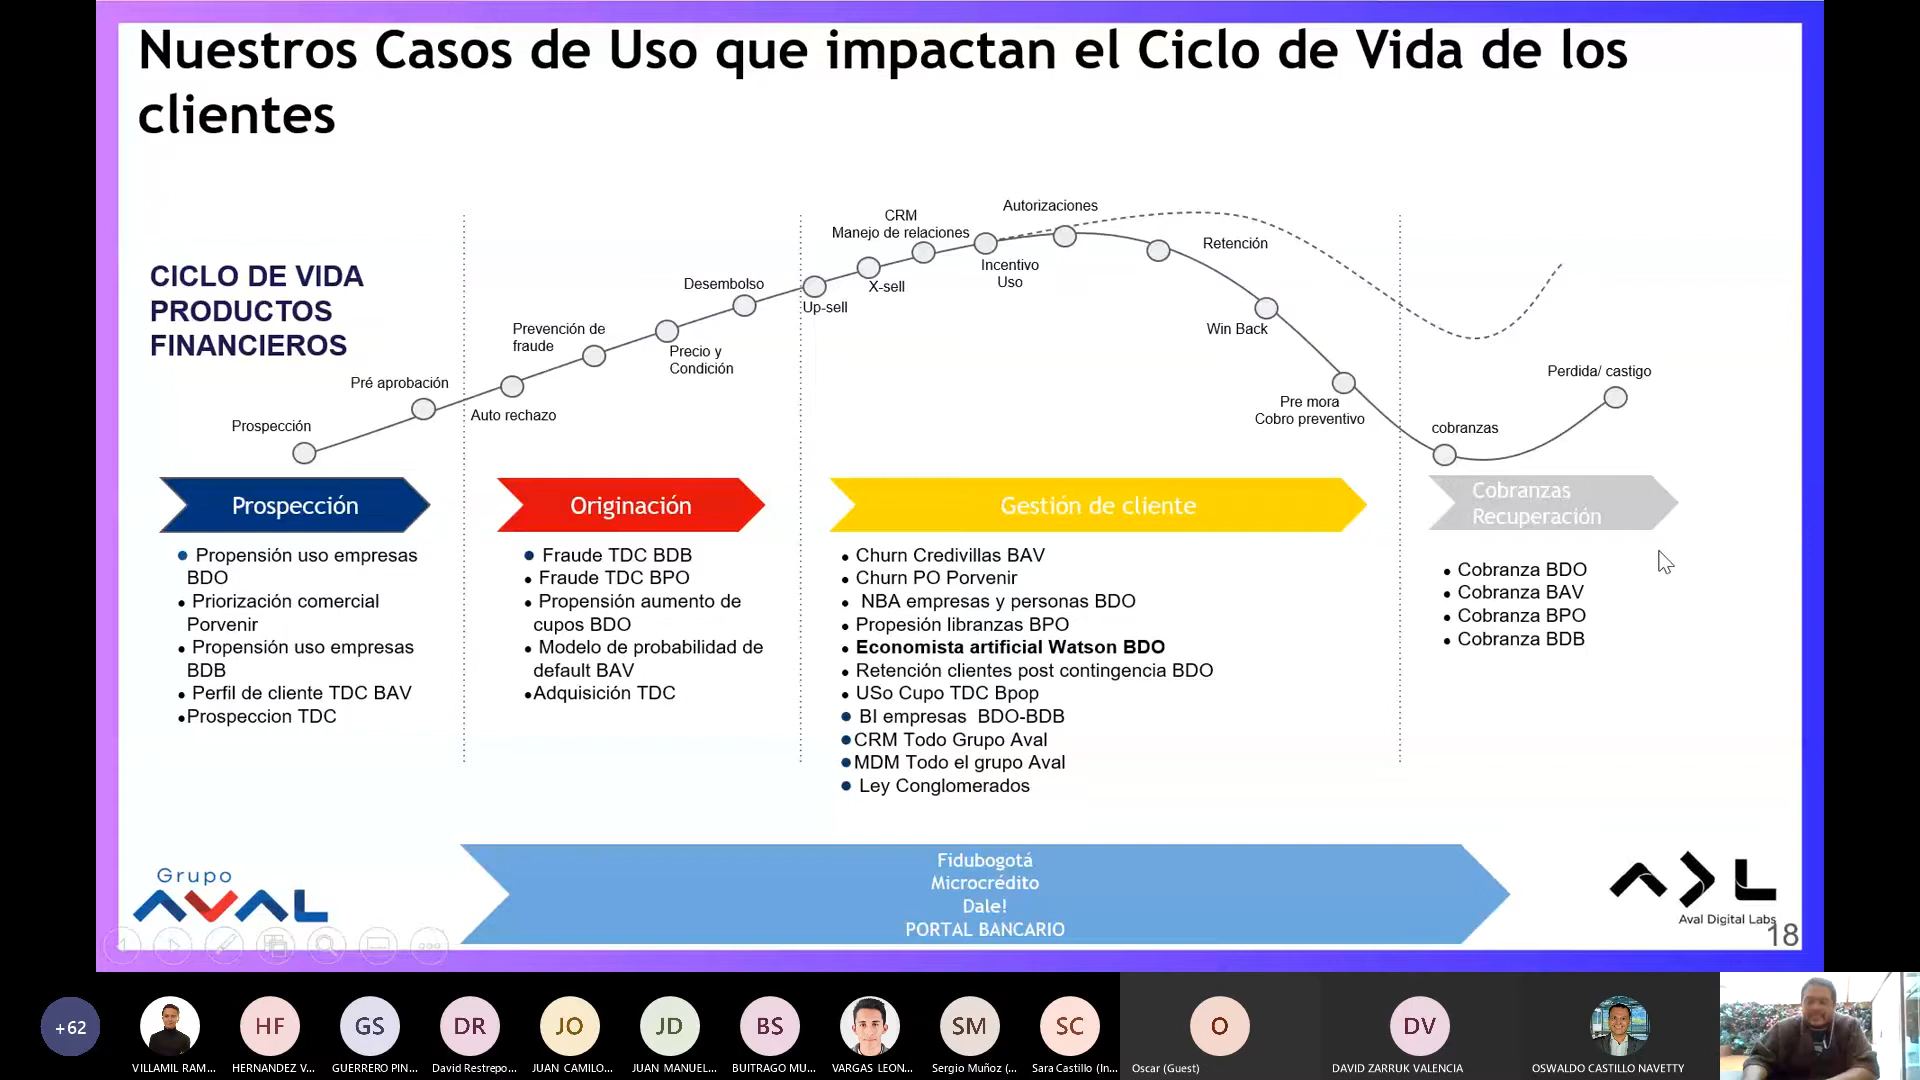 Nuestros Casos de Uso que impactan el Ciclo de Vida de los
clientes
CICLO DE VIDA
PRODUCTOS
FINANCIEROS
Prospección
Pré aprobación
Auto rechazo
Prevención de
fraude
Precio y
Condición
Desembolso
Up-sell
X-sell
CRM
Manejo de relaciones
Incentivo
Uso
Autorizaciones
Retención
Win Back
Pre mora
Cobro preventivo
cobranzas
Perdida/ castigo
Prospección
• Propensión uso empresas
BDO
• Priorización comercial
Porvenir
• Propensión uso empresas
BDB
• Perfil de cliente TDC BAV
•Prospeccion TDC
Originación
• Fraude TDC BDB
• Fraude TDC BPO
• Propensión aumento de
cupos BDO
• Modelo de probabilidad de
default BAV
•Adquisición TDC
Gestión de cliente
• Churn Credivillas BAV
• Churn PO Porvenir
• NBA empresas y personas BDO
• Propesión libranzas BPO
• Economista artificial Watson BDO
• Retención clientes post contingencia BDO
• USo Cupo TDC Bpop
• BI empresas BDO-BDB
•CRM Todo Grupo Aval
•MDM Todo el grupo Aval
• Ley Conglomerados
Cobranzas
Recuperación
• Cobranza BDO
• Cobranza BAV
• Cobranza BPO
• Cobranza BDB
Fidubogotá
Microcrédito
Dale!
PORTAL BANCARIO
Grupo
AVAL
ADL
Aval Digital Labs
18
+62
HF
GS
DR
JO
JD
BS
SM
SC
O
DV
VILLAMIL RAM...
HERNANDEZ V...
GUERRERO PIN...
David Restrepo...
JUAN CAMILO...
JUAN MANUEL...
BUITRAGO MU...
VARGAS LEON...
Sergio Muñoz (...
Sara Castillo (In...
Oscar (Guest)
DAVID ZARRUK VALENCIA
OSWALDO CASTILLO NAVETTY